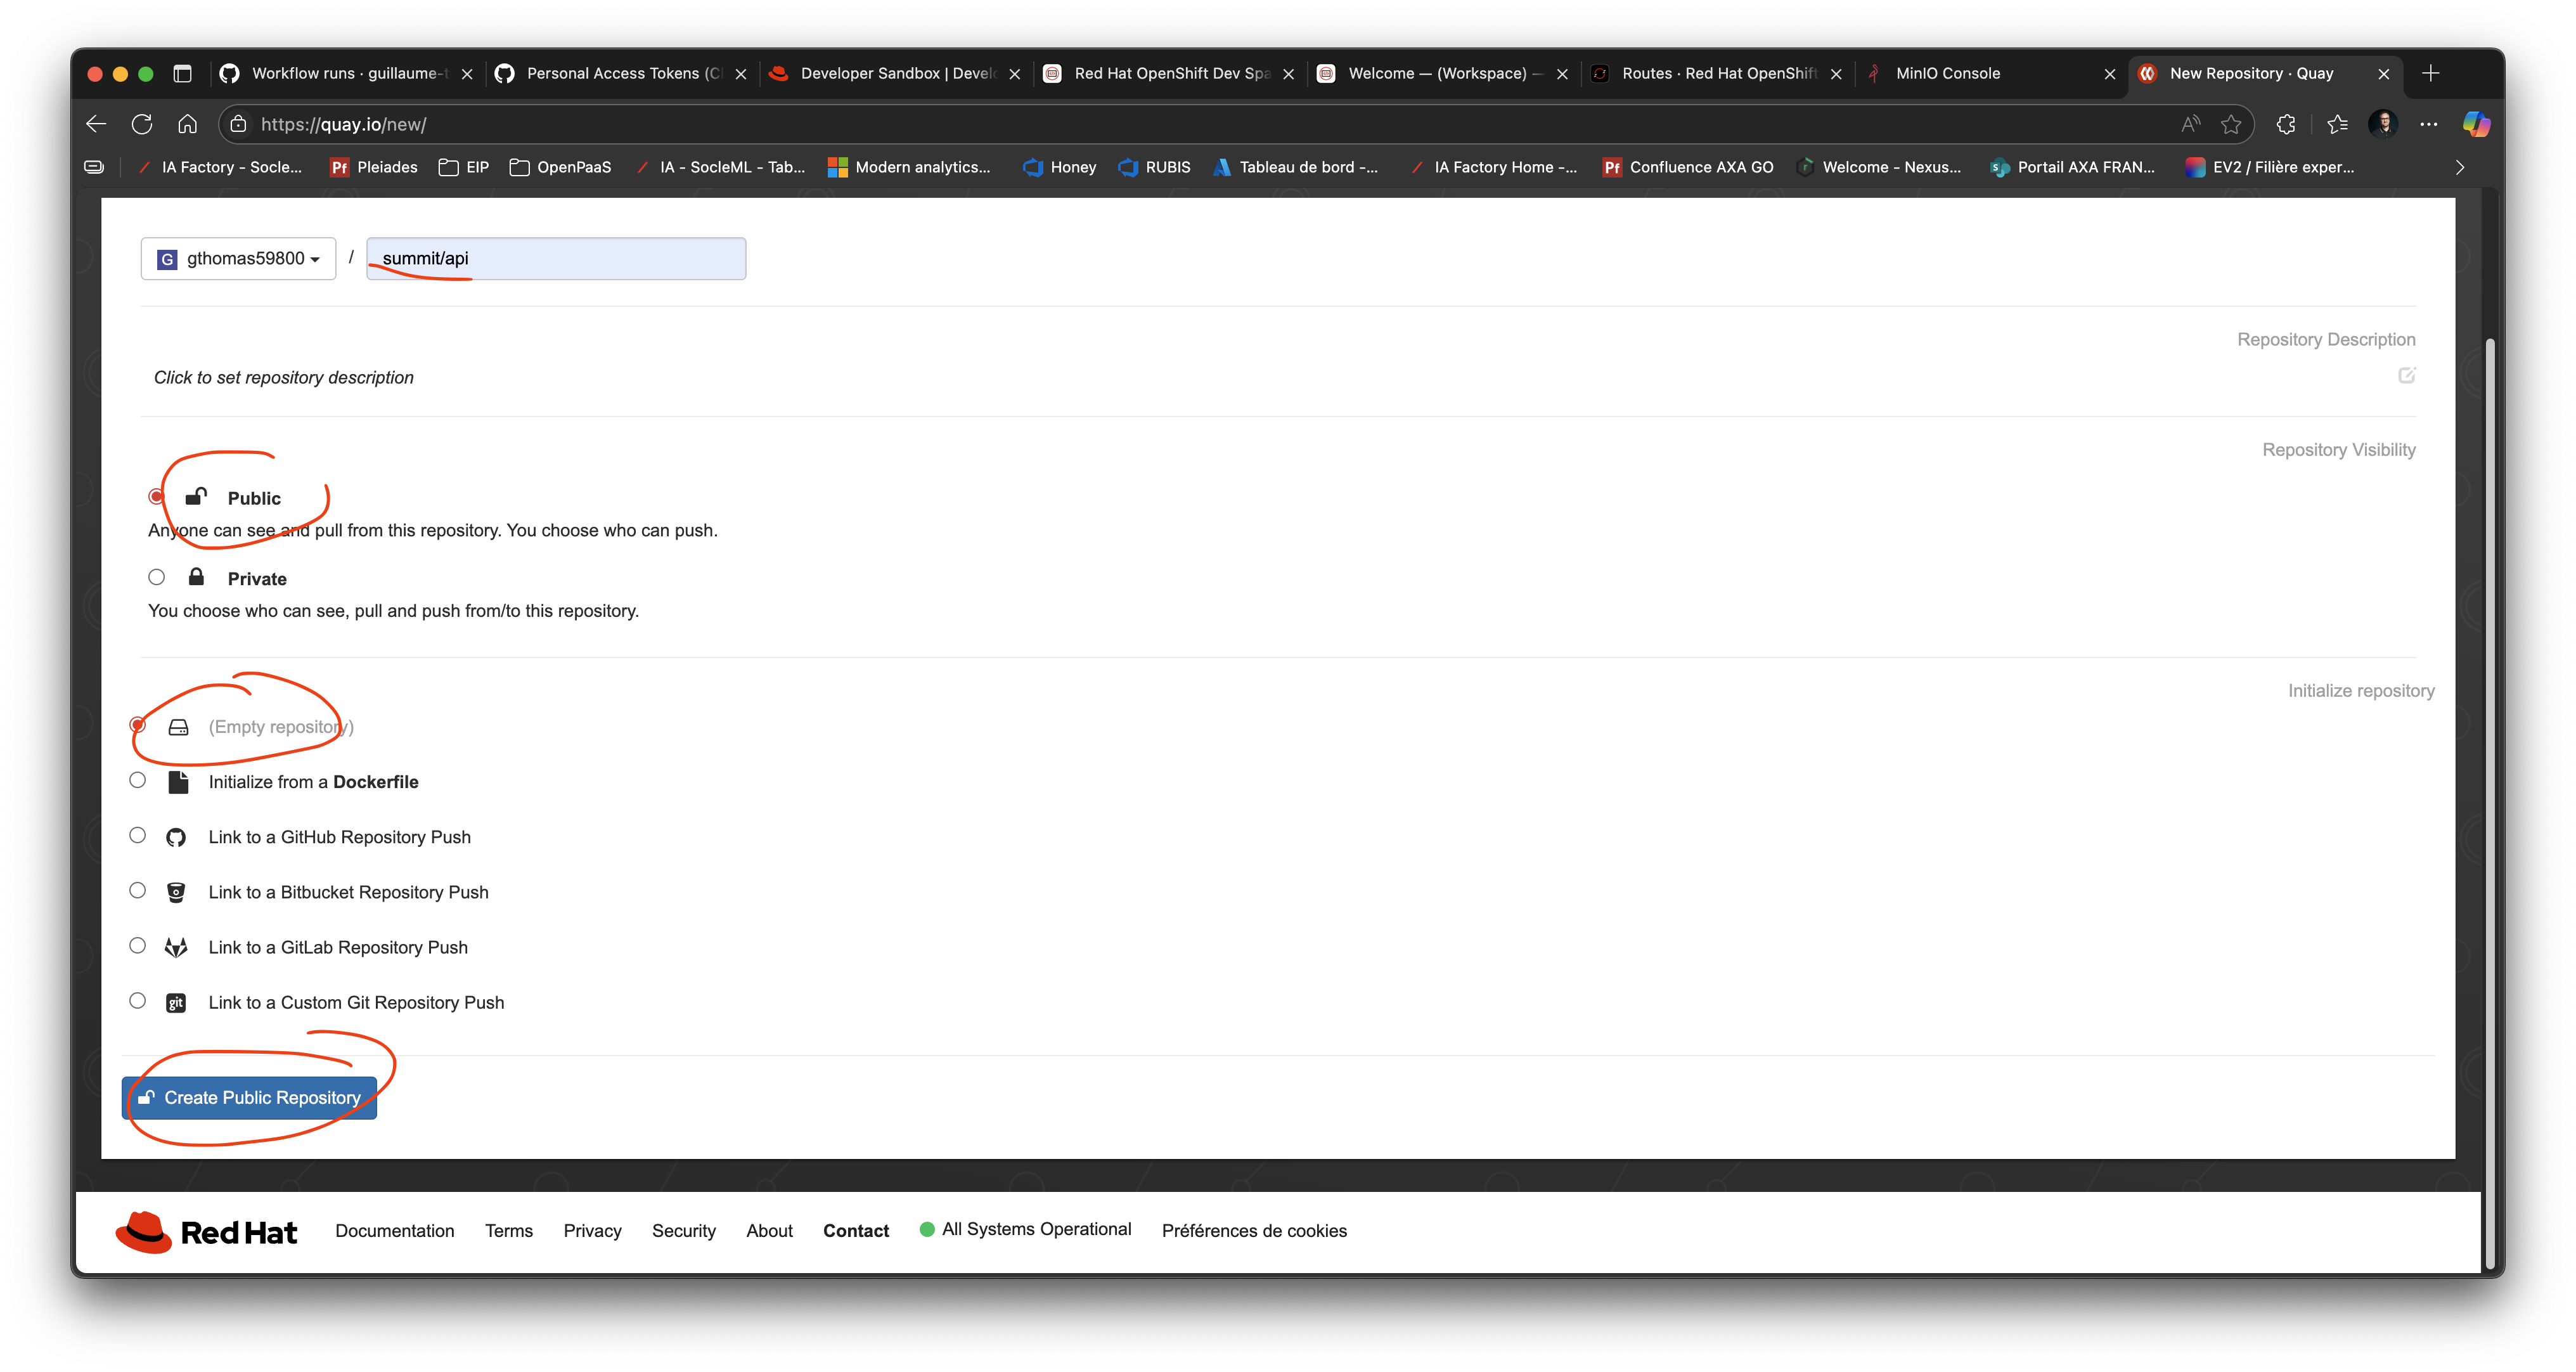 Workflow runs · guillaume-t
Personal Access Tokens (Cl
Developer Sandbox | Develo
Red Hat OpenShift Dev Spa
Welcome — (Workspace) —
Routes · Red Hat OpenShift
MinIO Console
New Repository · Quay
https://quay.io/new/
IA Factory - Socle...
Pf Pleiades
EIP
OpenPaaS
IA - SocleML - Tab...
Modern analytics...
Honey
RUBIS
Tableau de bord -...
IA Factory Home -...
Pf Confluence AXA GO
Welcome - Nexus...
Portail AXA FRAN...
EV2 / Filière exper...
G gthomas59800 / summit/api
Repository Description
Click to set repository description
Repository Visibility
Public
Anyone can see and pull from this repository. You choose who can push.
Private
You choose who can see, pull and push from/to this repository.
Initialize repository
(Empty repository)
Initialize from a Dockerfile
Link to a GitHub Repository Push
Link to a Bitbucket Repository Push
Link to a GitLab Repository Push
git Link to a Custom Git Repository Push
Create Public Repository
Red Hat
Documentation
Terms
Privacy
Security
About
Contact
All Systems Operational
Préférences de cookies